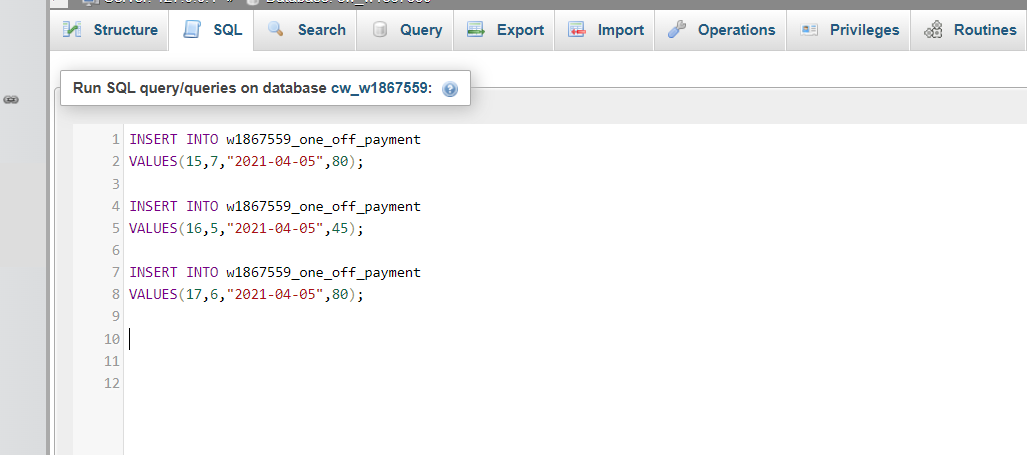 Structure SQL Search Query Export Import Operations Privileges Routines
Run SQL query/queries on database cw_w1867559:
1 INSERT INTO w1867559_one_off_payment
2 VALUES(15,7,"2021-04-05",80);
3
4 INSERT INTO w1867559_one_off_payment
5 VALUES(16,5,"2021-04-05",45);
6
7 INSERT INTO w1867559_one_off_payment
8 VALUES(17,6,"2021-04-05",80);
9
10
11
12